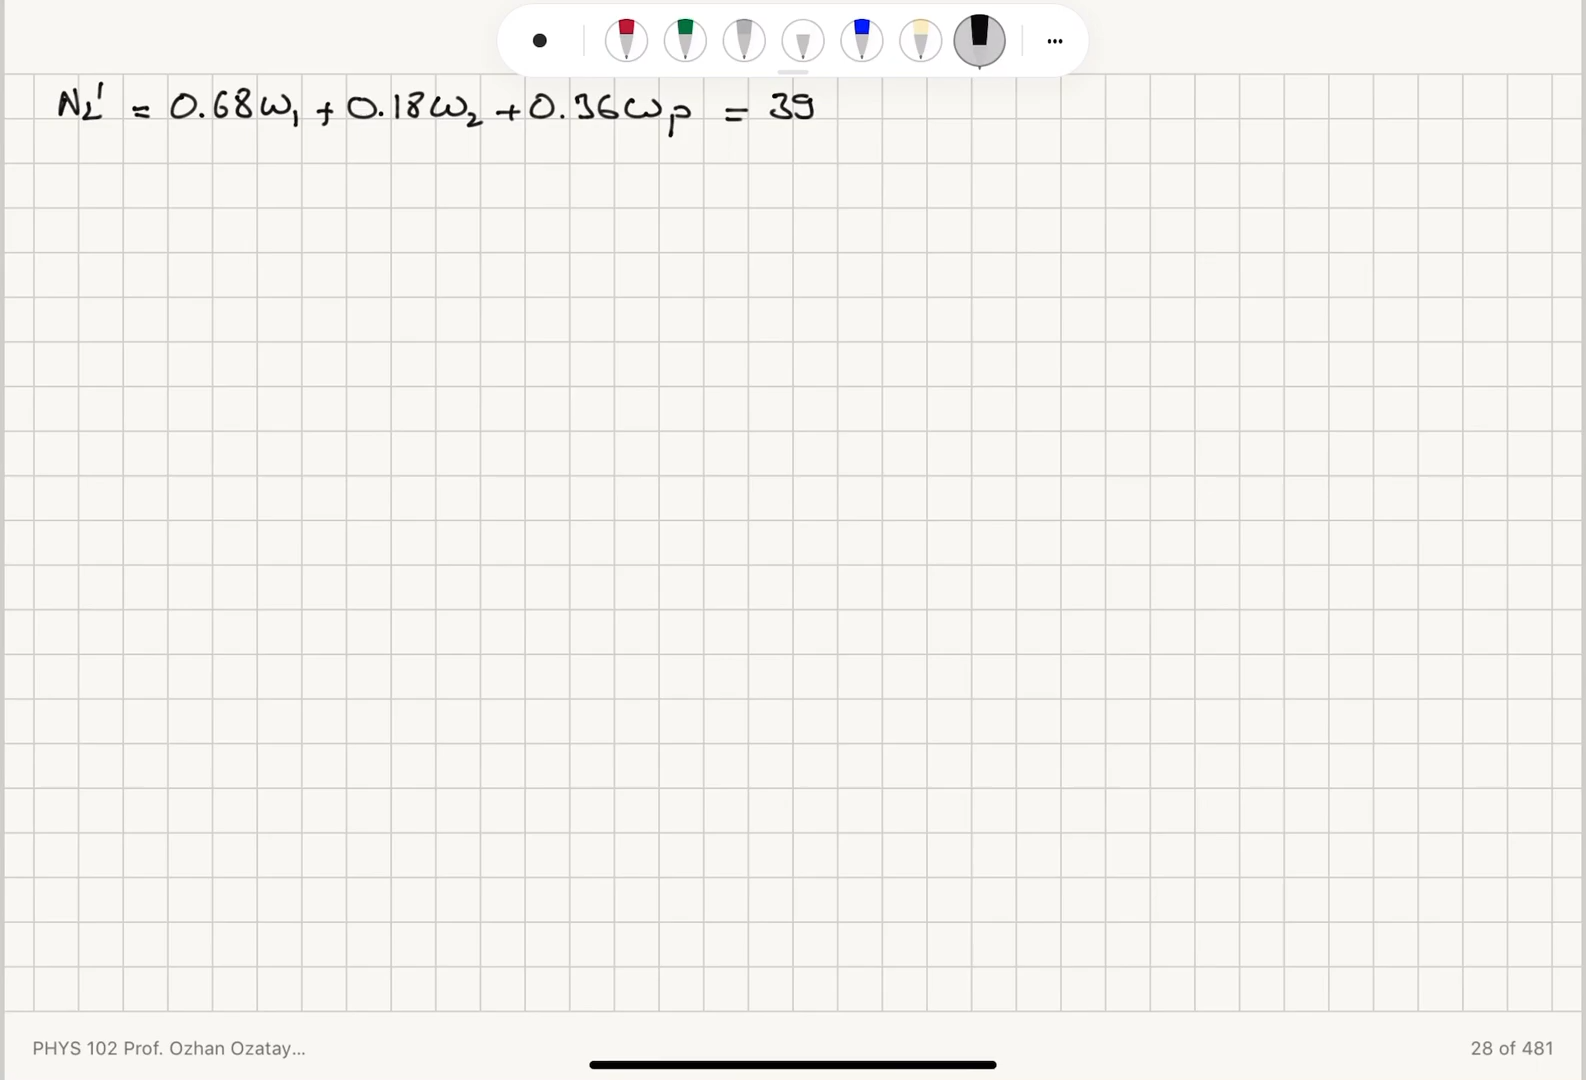 N₂' = 0.68ω₁ + 0.18ω₂ + 0.36ωₚ = 39
PHYS 102 Prof. Ozhan Ozatay...
28 of 481